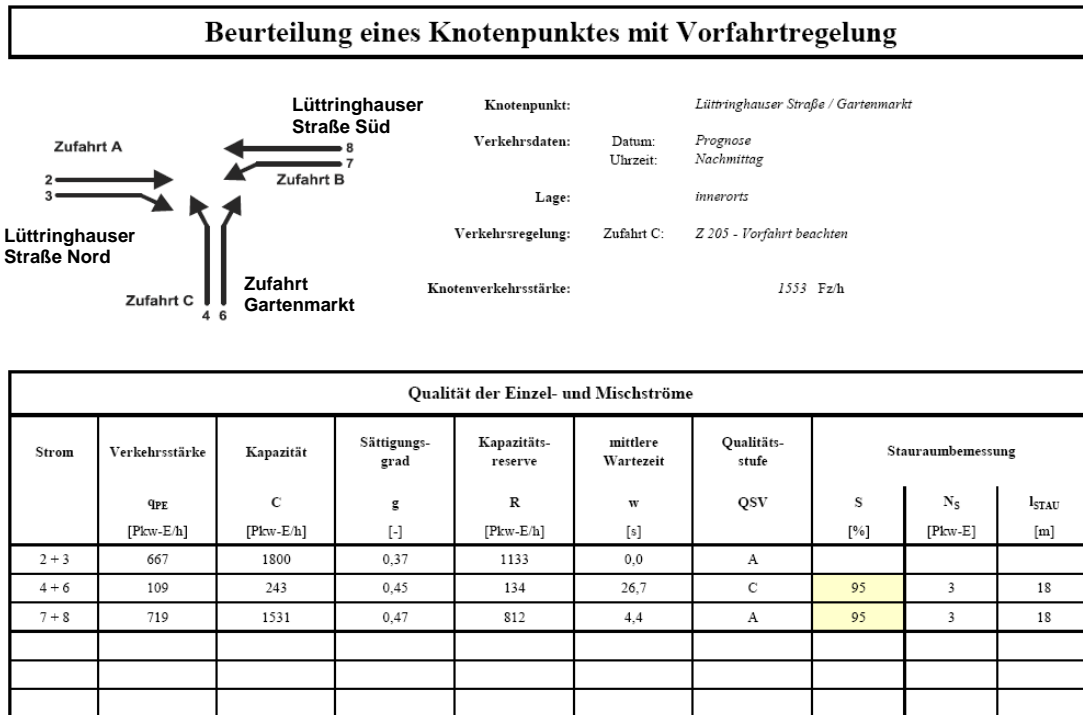 Beurteilung eines Knotenpunktes mit Vorfahrtregelung
Lüttringhauser
Straße Süd
Zufahrt A
8
7
Zufahrt B
2
3
Lüttringhauser
Straße Nord
Zufahrt C
4 6
Zufahrt
Gartenmarkt
Knotenpunkt: Lüttringhauser Straße / Gartenmarkt
Verkehrsdaten: Datum: Prognose
Uhrzeit: Nachmittag
Lage: innerorts
Verkehrsregelung: Zufahrt C: Z 205 - Vorfahrt beachten
Knotenverkehrsstärke: 1553 Fz/h
Qualität der Einzel- und Mischströme
Strom Verkehrsstärke Kapazität Sättigungs- Kapazitäts- mittlere Qualitäts- Stauraumbemessung
grad reserve Wartezeit stufe
qPE C g R w QSV S NS lSTAU
[Pkw-E/h] [Pkw-E/h] [-] [Pkw-E/h] [s] [%] [Pkw-E] [m]
2 + 3 667 1800 0,37 1133 0,0 A
4 + 6 109 243 0,45 134 26,7 C 95 3 18
7 + 8 719 1531 0,47 812 4,4 A 95 3 18